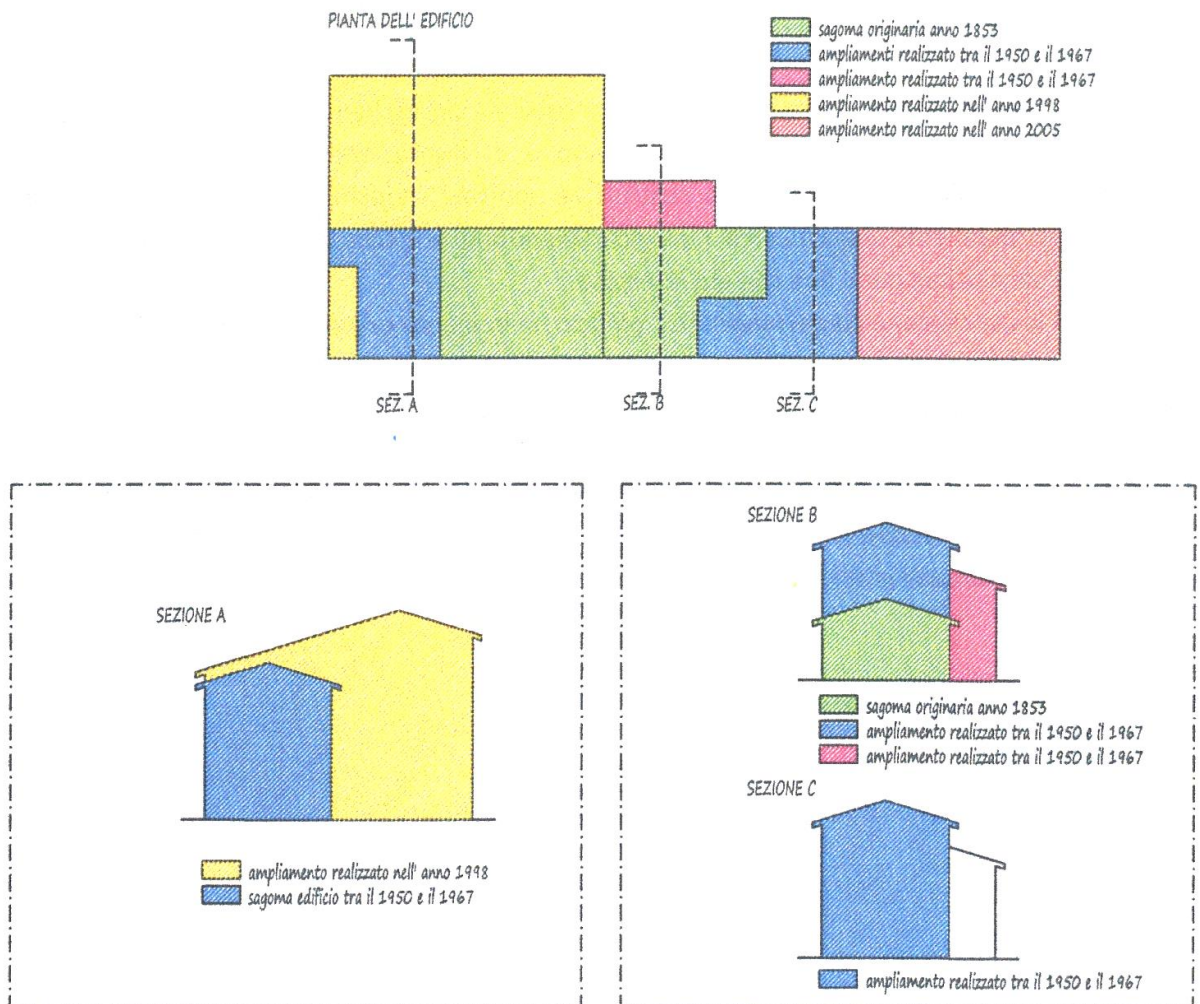 PIANTA DELL' EDIFICIO
sagoma originaria anno 1853
ampliamenti realizzato tra il 1950 e il 1967
ampliamento realizzato tra il 1950 e il 1967
ampliamento realizzato nell' anno 1998
ampliamento realizzato nell' anno 2005
SEZ. A
SEZ. B
SEZ. C
SEZIONE A
ampliamento realizzato nell' anno 1998
sagoma edificio tra il 1950 e il 1967
SEZIONE B
sagoma originaria anno 1853
ampliamento realizzato tra il 1950 e il 1967
ampliamento realizzato tra il 1950 e il 1967
SEZIONE C
ampliamento realizzato tra il 1950 e il 1967